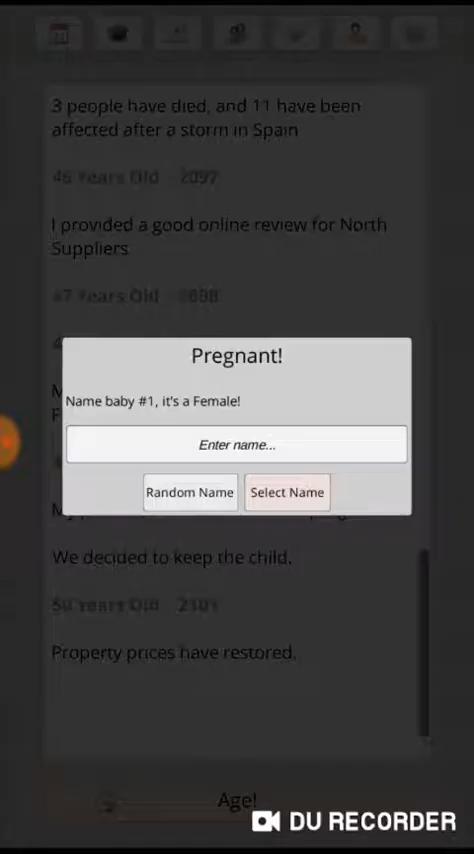 3 people have died, and 11 have been
affected after a storm in Spain
46 Years Old - 2097
I provided a good online review for North
Suppliers
47 Years Old - 2098
Pregnant!
Name baby #1, it's a Female!
Enter name...
Random Name
Select Name
We decided to keep the child.
50 Years Old - 2101
Property prices have restored.
Age!
DU RECORDER